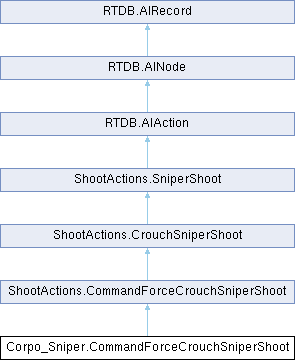 RTDB.AIRecord
RTDB.AINode
RTDB.AIAction
ShootActions.SniperShoot
ShootActions.CrouchSniperShoot
ShootActions.CommandForceCrouchSniperShoot
Corpo_Sniper.CommandForceCrouchSniperShoot